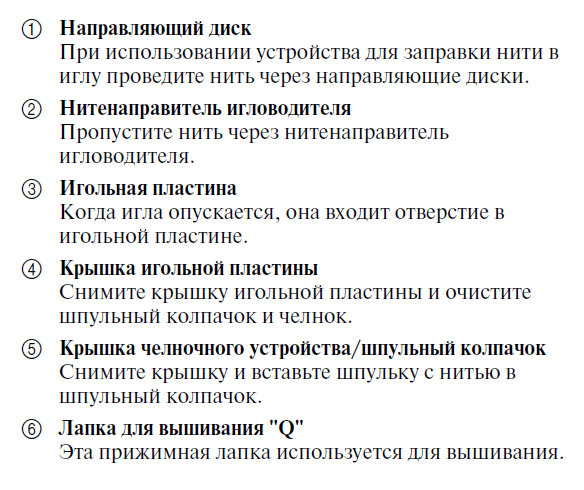 ① Направляющий диск
При использовании устройства для заправки нити в
иглу проведите нить через направляющие диски.
② Нитенаправитель игловодителя
Пропустите нить через нитенаправитель
игловодителя.
③ Игольная пластина
Когда игла опускается, она входит отверстие в
игольной пластине.
④ Крышка игольной пластины
Снимите крышку игольной пластины и очистите
шпульный колпачок и челнок.
⑤ Крышка челночного устройства/шпульный колпачок
Снимите крышку и вставьте шпульку с нитью в
шпульный колпачок.
⑥ Лапка для вышивания "Q"
Эта прижимная лапка используется для вышивания.